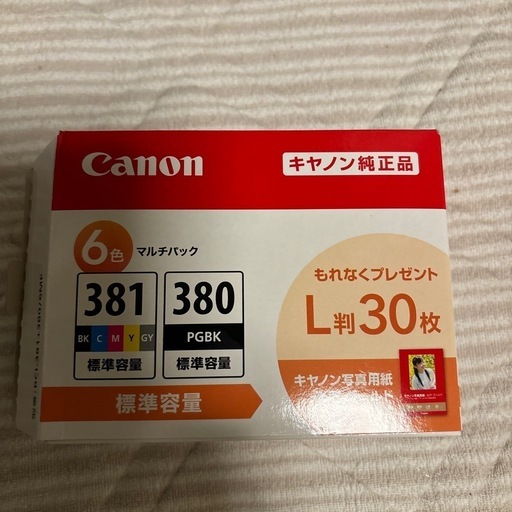 Canon
キヤノン純正品
6色 マルチパック
381
BK C M Y GY
標準容量
380
PGBK
標準容量
標準容量
もれなくプレゼント
L判30枚
キヤノン写真用紙